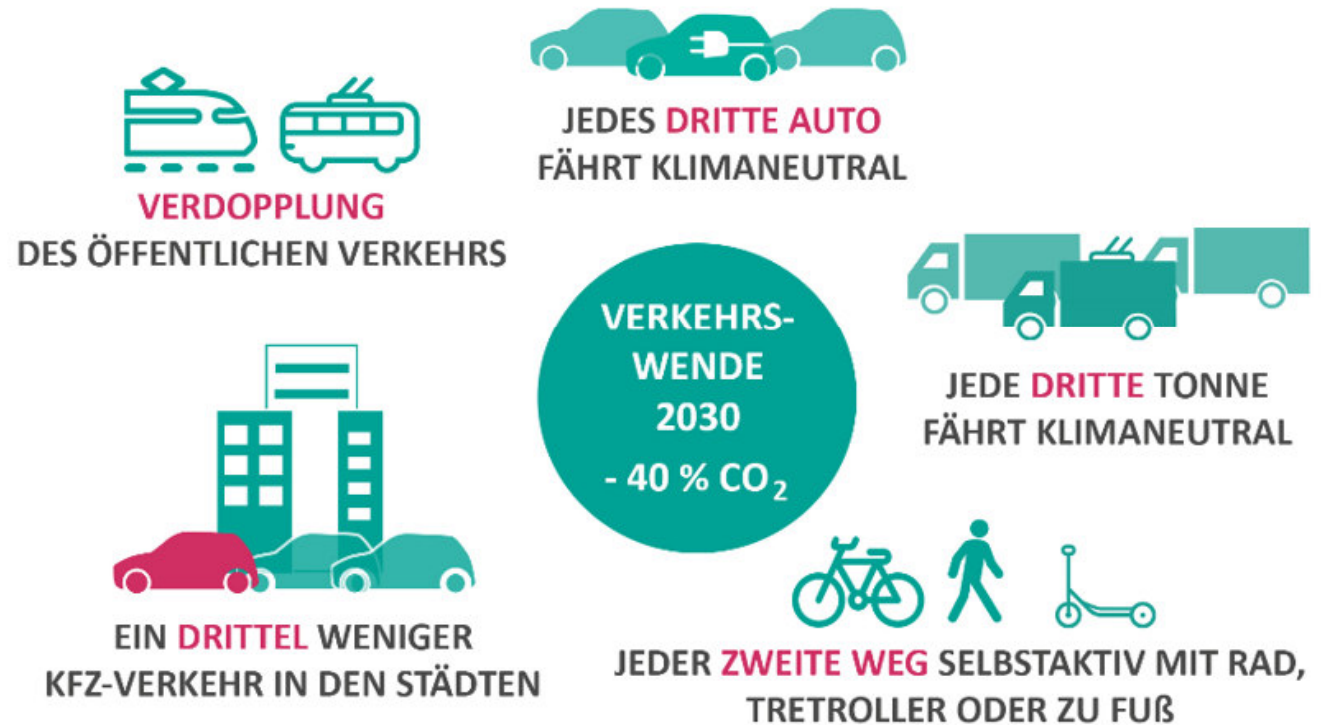 JEDES DRITTE AUTO
FÄHRT KLIMANEUTRAL
VERDOPPLUNG
DES ÖFFENTLICHEN VERKEHRS
VERKEHRS-
WENDE
2030
- 40 % CO₂
JEDE DRITTE TONNE
FÄHRT KLIMANEUTRAL
EIN DRITTEL WENIGER
KFZ-VERKEHR IN DEN STÄDTEN
JEDER ZWEITE WEG SELBSTAKTIV MIT RAD,
TRETROLLER ODER ZU FUß